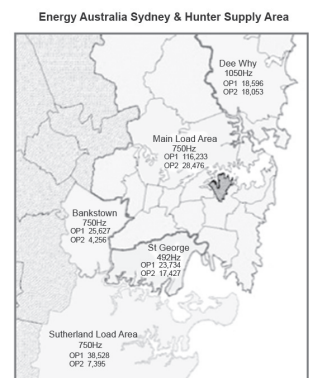 Energy Australia Sydney & Hunter Supply Area
Dee Why
1050Hz
OP1 18,596
OP2 18,053
Main Load Area
750Hz
OP1 116,233
OP2 28,476
Bankstown
750Hz
OP1 25,627
OP2 4,256
St George
492Hz
OP1 23,734
OP2 17,427
Sutherland Load Area
750Hz
OP1 38,528
OP2 7,395